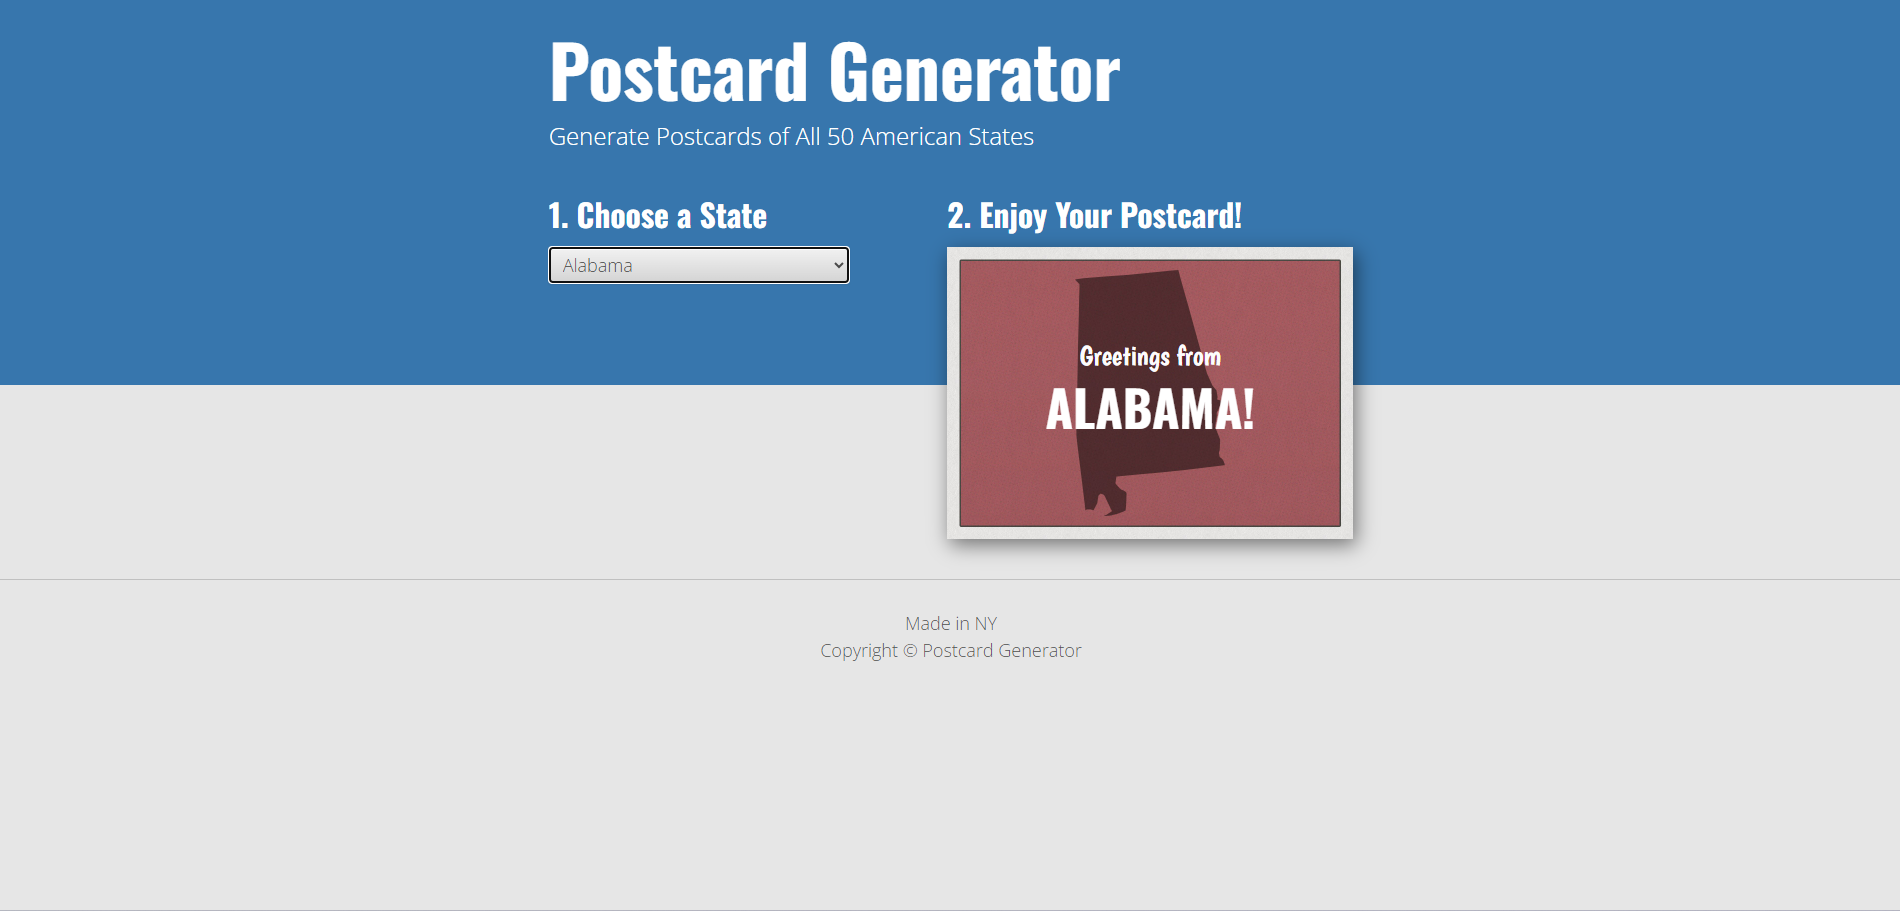 Postcard Generator
Generate Postcards of All 50 American States
1. Choose a State
Alabama
2. Enjoy Your Postcard!
Greetings from
ALABAMA!
Made in NY
Copyright © Postcard Generator